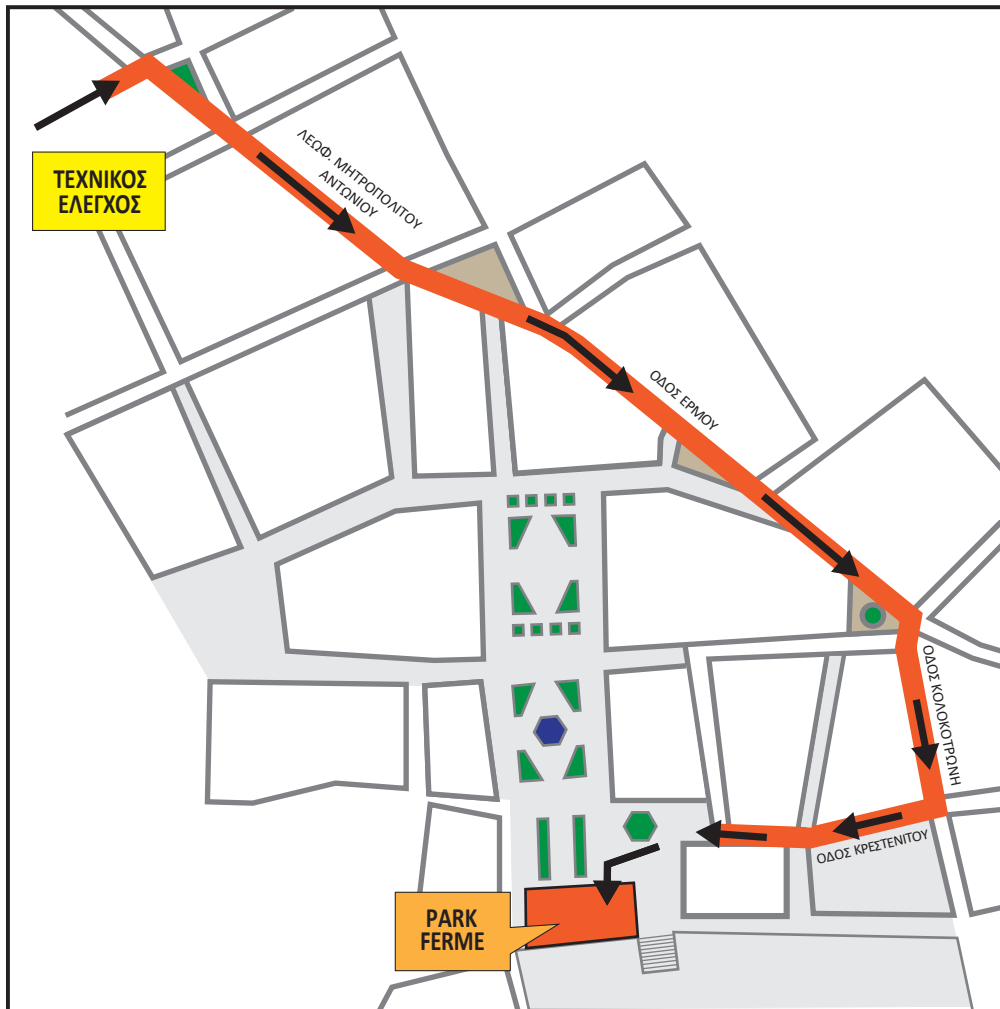 ΤΕΧΝΙΚΟΣ
ΕΛΕΓΧΟΣ
ΛΕΩΦ. ΜΗΤΡΟΠΟΛΙΤΟΥ
ΑΝΤΩΝΙΟΥ
ΟΔΟΣ ΕΡΜΟΥ
ΟΔΟΣ ΚΟΛΟΚΟΤΡΩΝΗ
ΟΔΟΣ ΚΡΕΣΤΕΝΙΤΟΥ
PARK
FERME